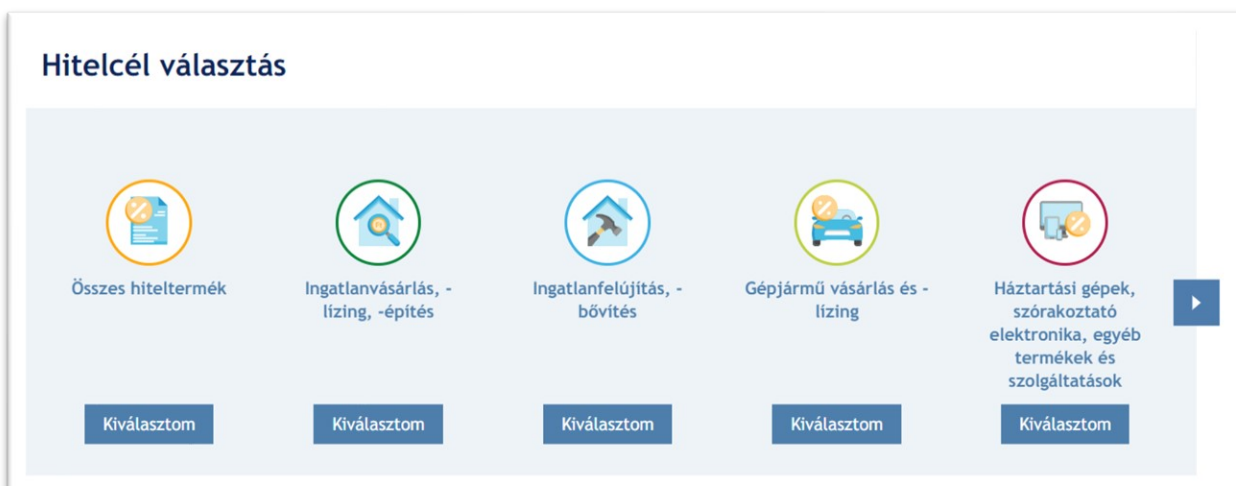 Hitelcél választás
Összes hiteltermék
Ingatlanvásárlás, -
lízing, -építés
Ingatlanfelújítás, -
bővítés
Gépjármű vásárlás és -
lízing
Háztartási gépek,
szórakoztató
elektronika, egyéb
termékek és
szolgáltatások
Kiválasztom
Kiválasztom
Kiválasztom
Kiválasztom
Kiválasztom